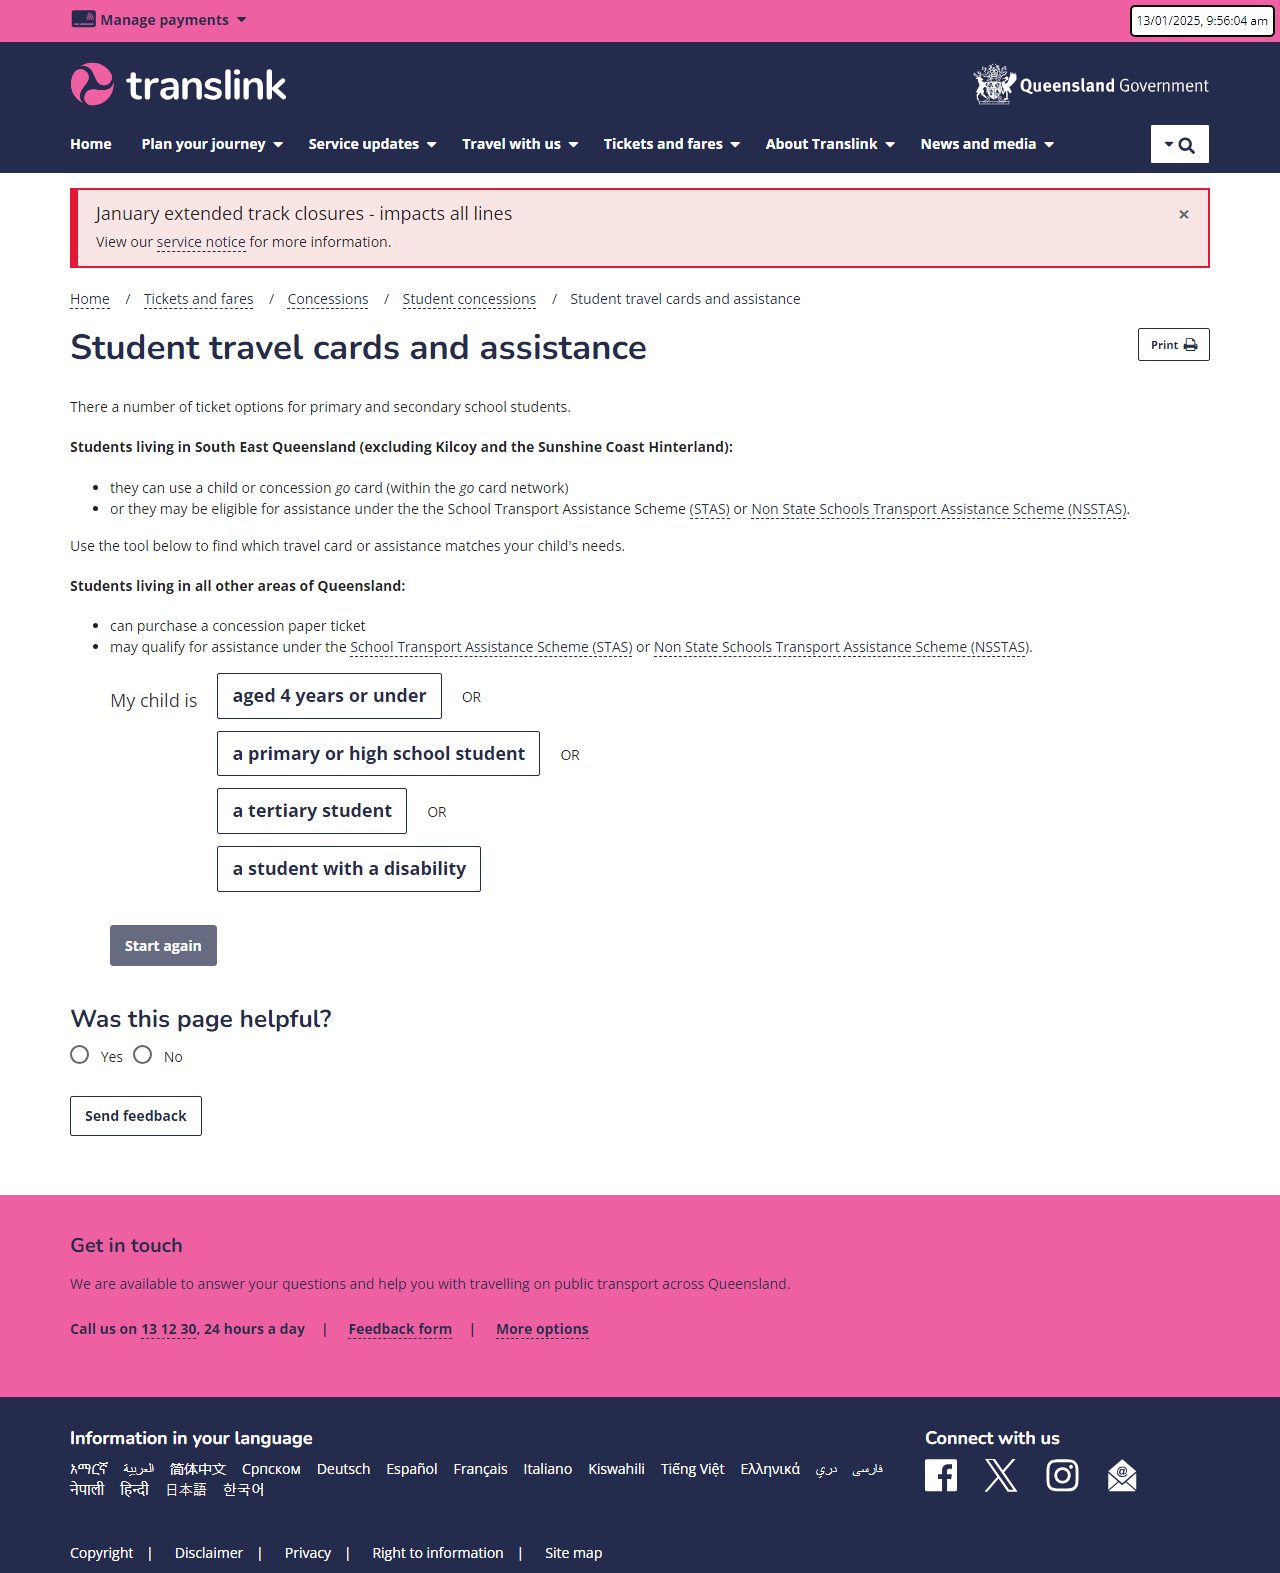 Manage payments
13/01/2025, 9:56:04 am
translink
Queensland Government
Home Plan your journey Service updates Travel with us Tickets and fares About Translink News and media
January extended track closures - impacts all lines ×
View our service notice for more information.
Home / Tickets and fares / Concessions / Student concessions / Student travel cards and assistance
Student travel cards and assistance
Print
There a number of ticket options for primary and secondary school students.
Students living in South East Queensland (excluding Kilcoy and the Sunshine Coast Hinterland):
• they can use a child or concession go card (within the go card network)
• or they may be eligible for assistance under the the School Transport Assistance Scheme (STAS) or Non State Schools Transport Assistance Scheme (NSSTAS).
Use the tool below to find which travel card or assistance matches your child's needs.
Students living in all other areas of Queensland:
• can purchase a concession paper ticket
• may qualify for assistance under the School Transport Assistance Scheme (STAS) or Non State Schools Transport Assistance Scheme (NSSTAS).
My child is aged 4 years or under OR
a primary or high school student OR
a tertiary student OR
a student with a disability
Start again
Was this page helpful?
Yes No
Send feedback
Get in touch
We are available to answer your questions and help you with travelling on public transport across Queensland.
Call us on 13 12 30, 24 hours a day | Feedback form | More options
Information in your language
አማርኛ العربية 简体中文 Српском Deutsch Español Français Italiano Kiswahili Tiếng Việt Ελληνικά دري فارسی
नेपाली हिन्दी 日本語 한국어
Connect with us
Copyright | Disclaimer | Privacy | Right to information | Site map